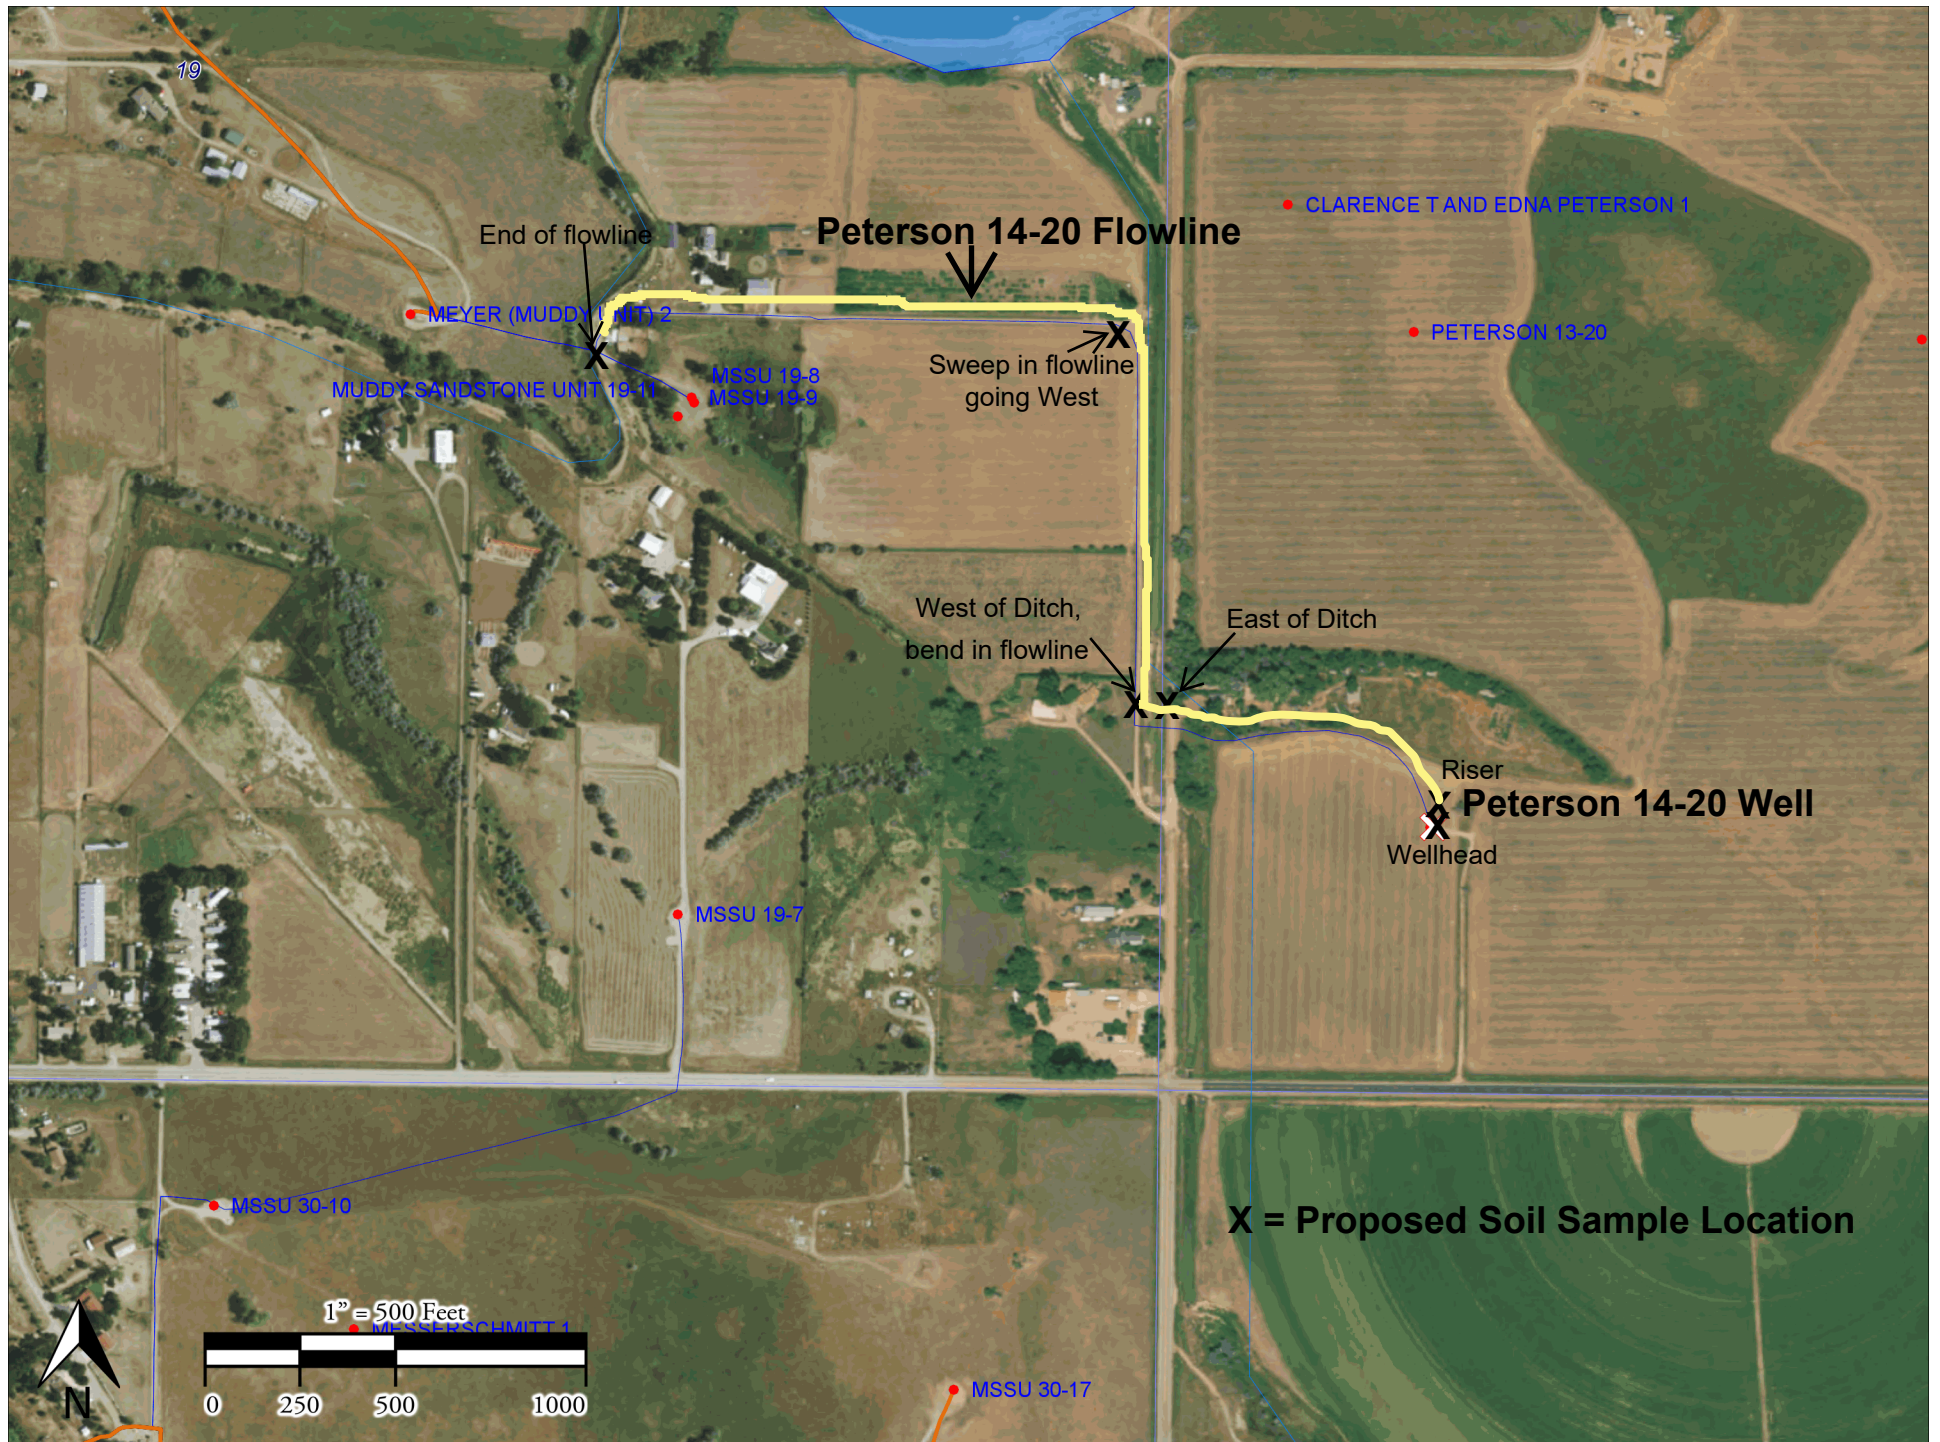 19
CLARENCE T AND EDNA PETERSON 1
End of flowline
Peterson 14-20 Flowline
MEYER (MUDDY UNIT) 2
PETERSON 13-20
Sweep in flowline
going West
MSSU 19-8
MUDDY SANDSTONE UNIT 19-11
MSSU 19-9
West of Ditch,
bend in flowline
East of Ditch
Riser
Peterson 14-20 Well
Wellhead
MSSU 19-7
MSSU 30-10
X = Proposed Soil Sample Location
1” = 500 Feet
MESSERSCHMITT 1
0 250 500 1000
N
MSSU 30-17
X
X
X
X
X
X